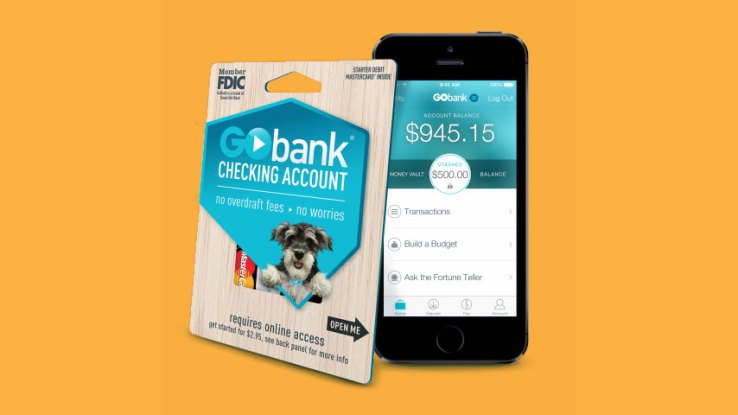 Member
FDIC
STARTER DEBIT
MASTERCARD® INSIDE
GObank®
CHECKING ACCOUNT
no overdraft fees ▸ no worries
requires online access
get started for $2.95, see back panel for more info
OPEN ME
9:41 AM
100%
Me
GObank
Log Out
ACCOUNT BALANCE
$945.15
STASHED
MONEY VAULT
$500.00
BALANCE
Transactions
Build a Budget
Ask the Fortune Teller
Home
Deposit
Pay
Account